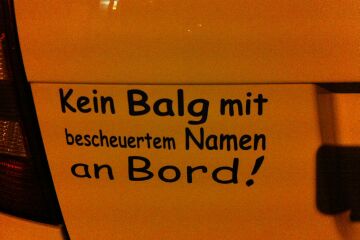 Kein Balg mit
bescheuertem Namen
an Bord!